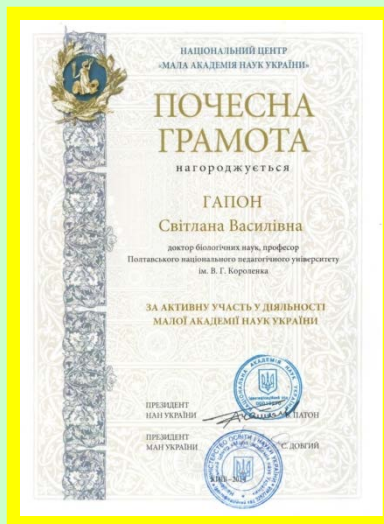 НАЦІОНАЛЬНИЙ ЦЕНТР
«МАЛА АКАДЕМІЯ НАУК УКРАЇНИ»
ПОЧЕСНА
ГРАМОТА
нагороджується
ГАПОН
Світлана Василівна
доктор біологічних наук, професор
Полтавського національного педагогічного університету
ім. В. Г. Короленка
ЗА АКТИВНУ УЧАСТЬ У ДІЯЛЬНОСТІ
МАЛОЇ АКАДЕМІЇ НАУК УКРАЇНИ
ПРЕЗИДЕНТ
НАН УКРАЇНИ
ПАТОН
ПРЕЗИДЕНТ
МАН УКРАЇНИ
С. ДОВГИЙ